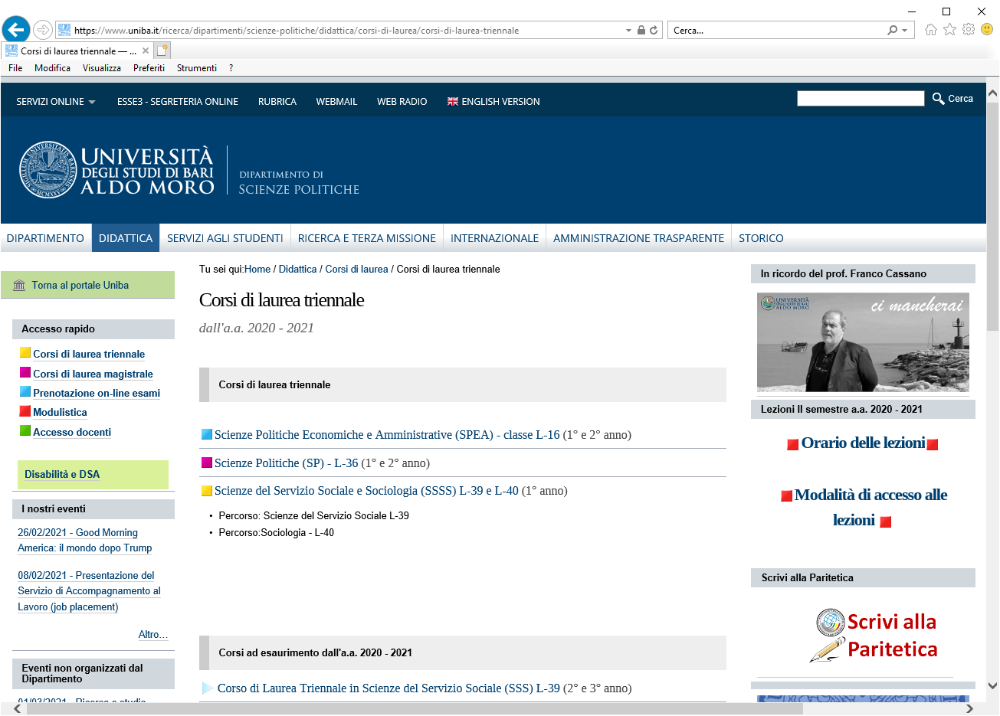 https://www.uniba.it/ricerca/dipartimenti/scienze-politiche/didattica/corsi-di-laurea/corsi-di-laurea-triennale
Cerca...
Corsi di laurea triennale — ...
File Modifica Visualizza Preferiti Strumenti ?
SERVIZI ONLINE ESSE3 - SEGRETERIA ONLINE RUBRICA WEBMAIL WEB RADIO ENGLISH VERSION Cerca
UNIVERSITÀ
DEGLI STUDI DI BARI
ALDO MORO
DIPARTIMENTO DI
SCIENZE POLITICHE
DIPARTIMENTO DIDATTICA SERVIZI AGLI STUDENTI RICERCA E TERZA MISSIONE INTERNAZIONALE AMMINISTRAZIONE TRASPARENTE STORICO
Torna al portale Uniba
Accesso rapido
Corsi di laurea triennale
Corsi di laurea magistrale
Prenotazione on-line esami
Modulistica
Accesso docenti
Disabilità e DSA
I nostri eventi
26/02/2021 - Good Morning
America: il mondo dopo Trump
08/02/2021 - Presentazione del
Servizio di Accompagnamento al
Lavoro (job placement)
Altro…
Eventi non organizzati dal
Dipartimento
01/03/2021 - Ricerca e studio
Tu sei qui:Home / Didattica / Corsi di laurea / Corsi di laurea triennale
Corsi di laurea triennale
dall'a.a. 2020 - 2021
Corsi di laurea triennale
Scienze Politiche Economiche e Amministrative (SPEA) - classe L-16 (1° e 2° anno)
Scienze Politiche (SP) - L-36 (1° e 2° anno)
Scienze del Servizio Sociale e Sociologia (SSSS) L-39 e L-40 (1° anno)
• Percorso: Scienze del Servizio Sociale L-39
• Percorso:Sociologia - L-40
Corsi ad esaurimento dall'a.a. 2020 - 2021
Corso di Laurea Triennale in Scienze del Servizio Sociale (SSS) L-39 (2° e 3° anno)
In ricordo del prof. Franco Cassano
UNIVERSITÀ
DEGLI STUDI DI BARI
ALDO MORO
ci mancherai
Lezioni II semestre a.a. 2020 - 2021
Orario delle lezioni
Modalità di accesso alle
lezioni
Scrivi alla Paritetica
Scrivi alla
Paritetica